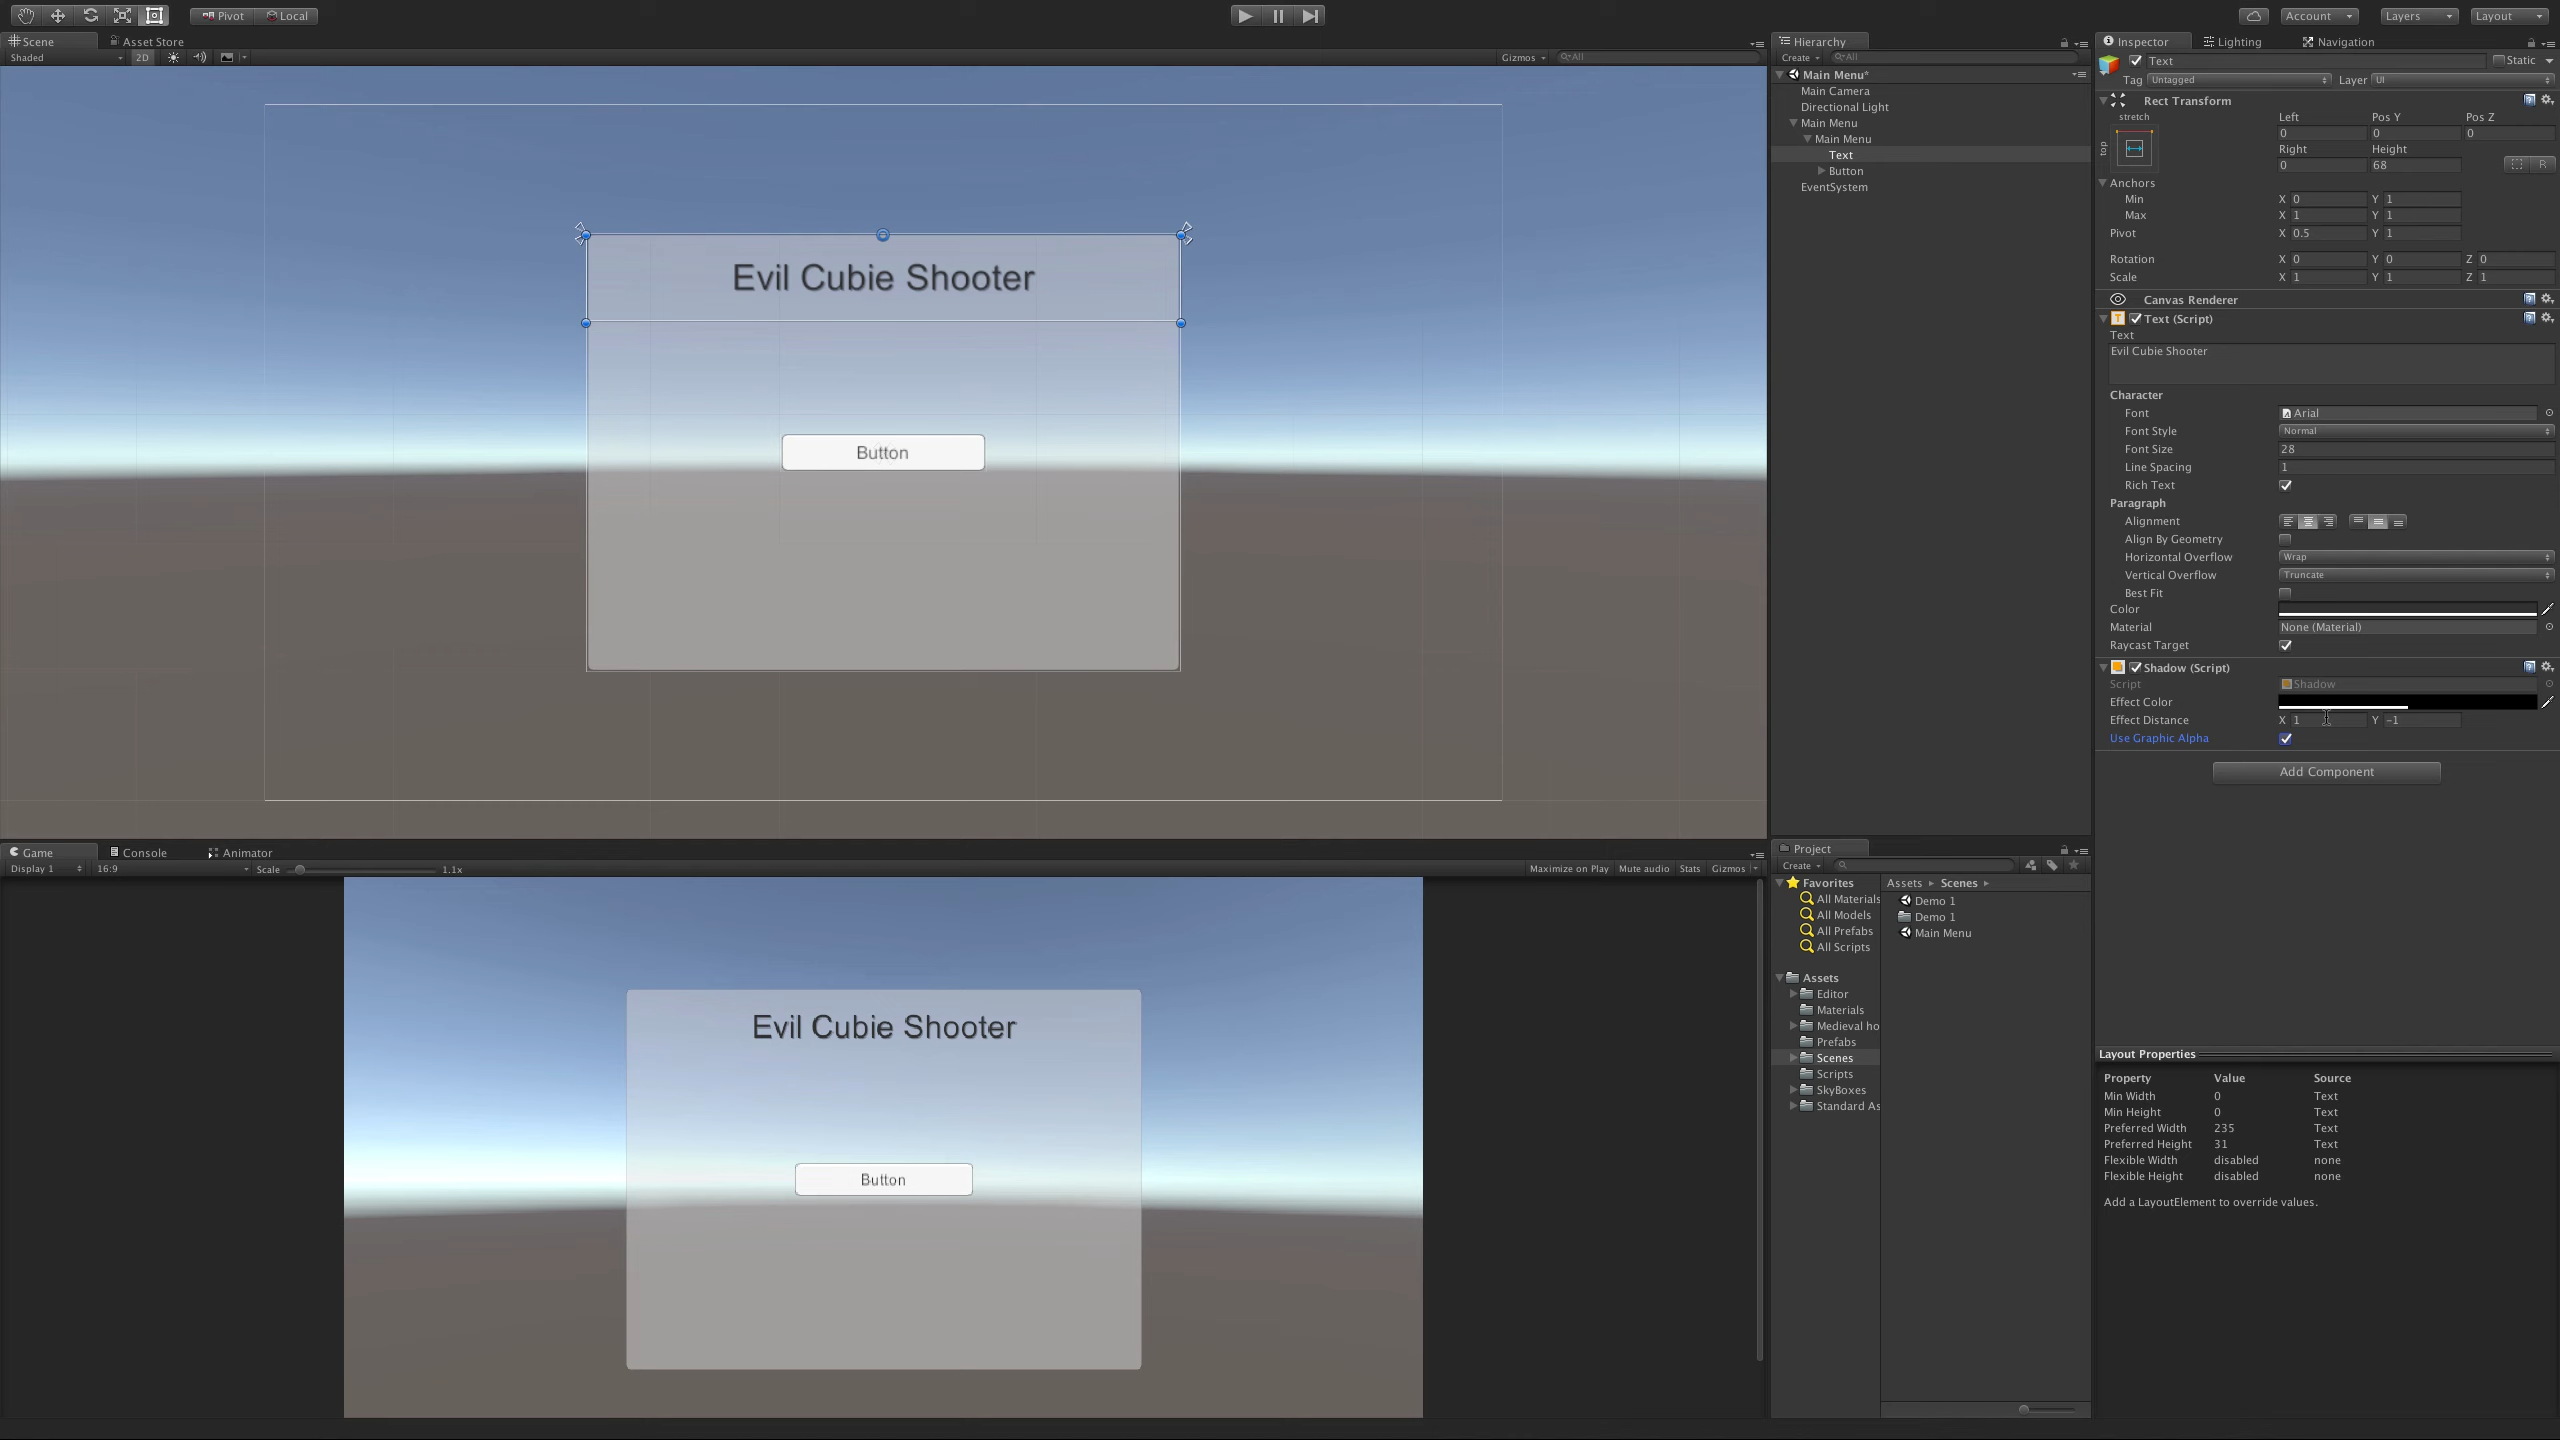 Pivot Local Account Layers Layout
Scene Asset Store
Shaded 2D Gizmos All
Evil Cubie Shooter
Button
Game Console Animator
Display 1 16:9 Scale 1.1x Maximize on Play Mute audio Stats Gizmos
Evil Cubie Shooter
Button
Hierarchy
Create All
Main Menu*
Main Camera
Directional Light
Main Menu
Main Menu
Text
Button
EventSystem
Project
Create
Favorites
All Materials
All Models
All Prefabs
All Scripts
Assets
Editor
Materials
Medieval ho
Prefabs
Scenes
Scripts
SkyBoxes
Standard As
Assets Scenes
Demo 1
Demo 1
Main Menu
Inspector Lighting Navigation
Text Static
Tag Untagged Layer UI
Rect Transform
stretch Left Pos Y Pos Z
top 0 0 0
Right Height
0 68 R
Anchors
Min X 0 Y 1
Max X 1 Y 1
Pivot X 0.5 Y 1
Rotation X 0 Y 0 Z 0
Scale X 1 Y 1 Z 1
Canvas Renderer
Text (Script)
Text
Evil Cubie Shooter
Character
Font Arial
Font Style Normal
Font Size 28
Line Spacing 1
Rich Text
Paragraph
Alignment
Align By Geometry
Horizontal Overflow Wrap
Vertical Overflow Truncate
Best Fit
Color
Material None (Material)
Raycast Target
Shadow (Script)
Script Shadow
Effect Color
Effect Distance X 1 Y -1
Use Graphic Alpha
Add Component
Layout Properties
Property Value Source
Min Width 0 Text
Min Height 0 Text
Preferred Width 235 Text
Preferred Height 31 Text
Flexible Width disabled none
Flexible Height disabled none
Add a LayoutElement to override values.